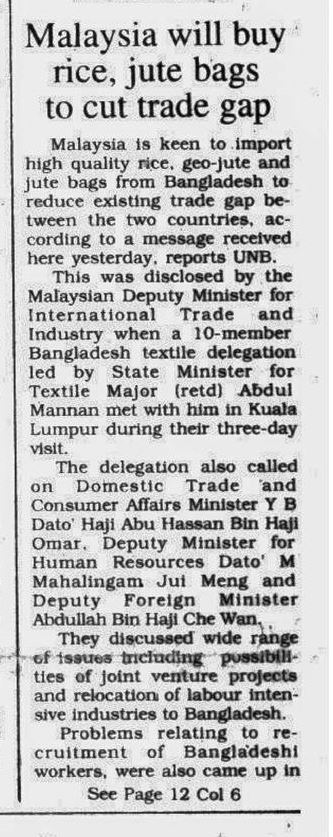 Malaysia will buy
rice, jute bags
to cut trade gap
Malaysia is keen to import
high quality rice, geo-jute and
jute bags from Bangladesh to
reduce existing trade gap be-
tween the two countries, ac-
cording to a message received
here yesterday, reports UNB.
This was disclosed by the
Malaysian Deputy Minister for
International Trade and
Industry when a 10-member
Bangladesh textile delegation
led by State Minister for
Textile Major (retd) Abdul
Mannan met with him in Kuala
Lumpur during their three-day
visit.
The delegation also called
on Domestic Trade and
Consumer Affairs Minister Y B
Dato' Haji Abu Hassan Bin Haji
Omar, Deputy Minister for
Human Resources Dato' M
Mahalingam Jui Meng and
Deputy Foreign Minister
Abdullah Bin Haji Che Wan.
They discussed wide range
of issues including possibili-
ties of joint venture projects
and relocation of labour inten-
sive industries to Bangladesh.
Problems relating to re-
cruitment of Bangladeshi
workers, were also came up in
See Page 12 Col 6